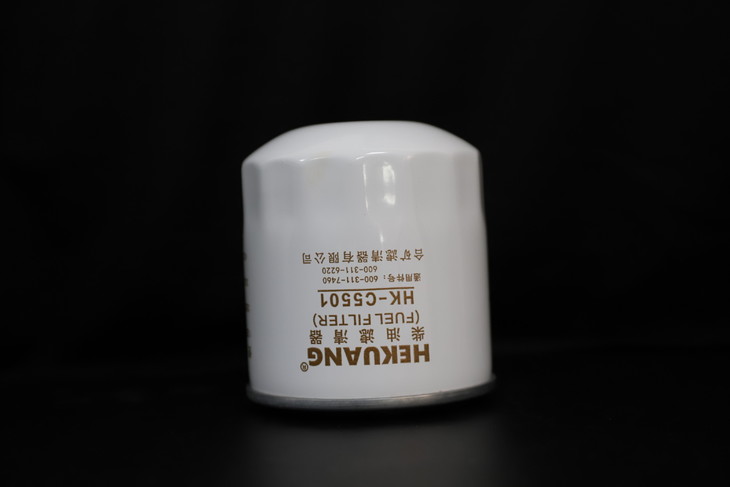 HEKUANG®
柴油滤清器
(FUEL FILTER)
HK-C5501
适用件号: 600-311-7460
600-311-6220
合矿滤清器有限公司